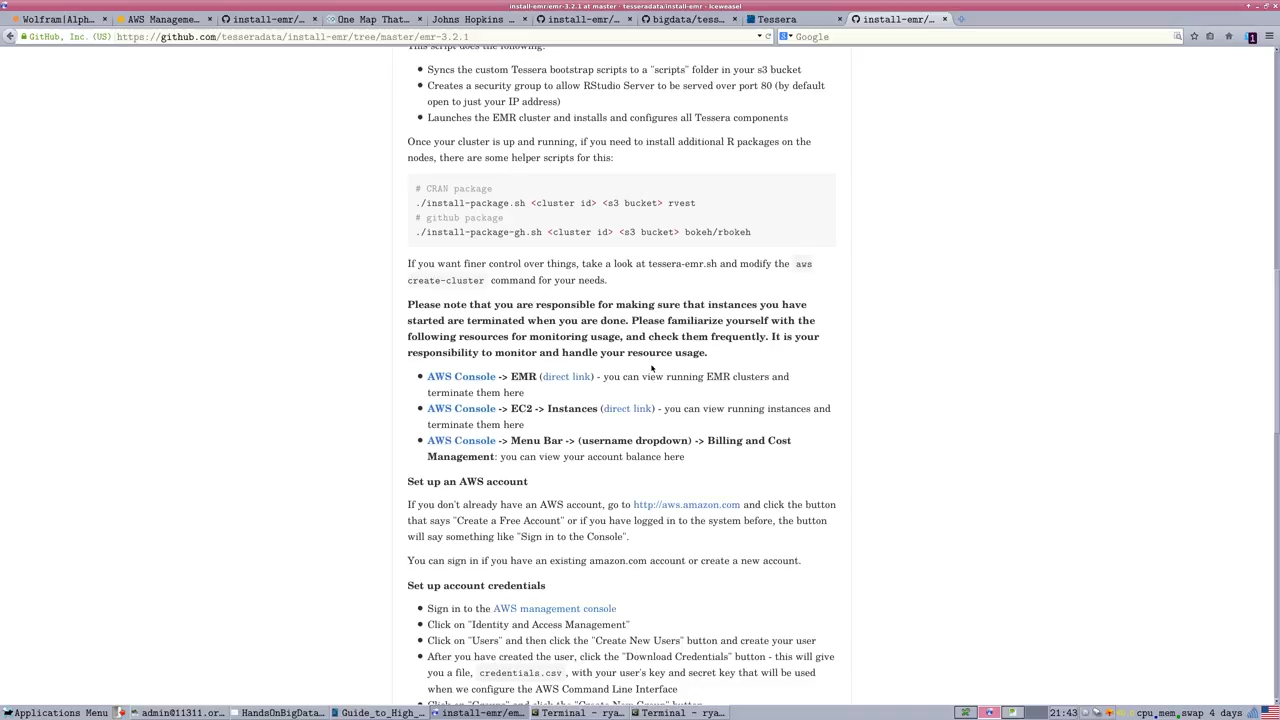 install-emr/emr-3.2.1 at master · tesseradata/install-emr - Iceweasel
Wolfram|Alph... × AWS Manageme... × install-emr/... × One Map That... × Johns Hopkins ... × install-emr/... × bigdata/tess... × Tessera × install-emr/... ×
GitHub, Inc. (US) https://github.com/tesseradata/install-emr/tree/master/emr-3.2.1 Google 1
This script does the following:
Syncs the custom Tessera bootstrap scripts to a "scripts" folder in your s3 bucket
Creates a security group to allow RStudio Server to be served over port 80 (by default
open to just your IP address)
Launches the EMR cluster and installs and configures all Tessera components
Once your cluster is up and running, if you need to install additional R packages on the
nodes, there are some helper scripts for this:
# CRAN package
./install-package.sh <cluster id> <s3 bucket> rvest
# github package
./install-package-gh.sh <cluster id> <s3 bucket> bokeh/rbokeh
If you want finer control over things, take a look at tessera-emr.sh and modify the aws
create-cluster command for your needs.
Please note that you are responsible for making sure that instances you have
started are terminated when you are done. Please familiarize yourself with the
following resources for monitoring usage, and check them frequently. It is your
responsibility to monitor and handle your resource usage.
AWS Console -> EMR (direct link) - you can view running EMR clusters and
terminate them here
AWS Console -> EC2 -> Instances (direct link) - you can view running instances and
terminate them here
AWS Console -> Menu Bar -> (username dropdown) -> Billing and Cost
Management: you can view your account balance here
Set up an AWS account
If you don't already have an AWS account, go to http://aws.amazon.com and click the button
that says "Create a Free Account" or if you have logged in to the system before, the button
will say something like "Sign in to the Console".
You can sign in if you have an existing amazon.com account or create a new account.
Set up account credentials
Sign in to the AWS management console
Click on "Identity and Access Management"
Click on "Users" and then click the "Create New Users" button and create your user
After you have created the user, click the "Download Credentials" button - this will give
you a file, credentials.csv, with your user's key and secret key that will be used
when we configure the AWS Command Line Interface
Click on "Groups" and click the "Create New Group" button
Applications Menu admin@11311.or... HandsOnBigData... Guide_to_High_... install-emr/em... Terminal - rya... Terminal - rya... 21:43 cpu,mem,swap 4 days